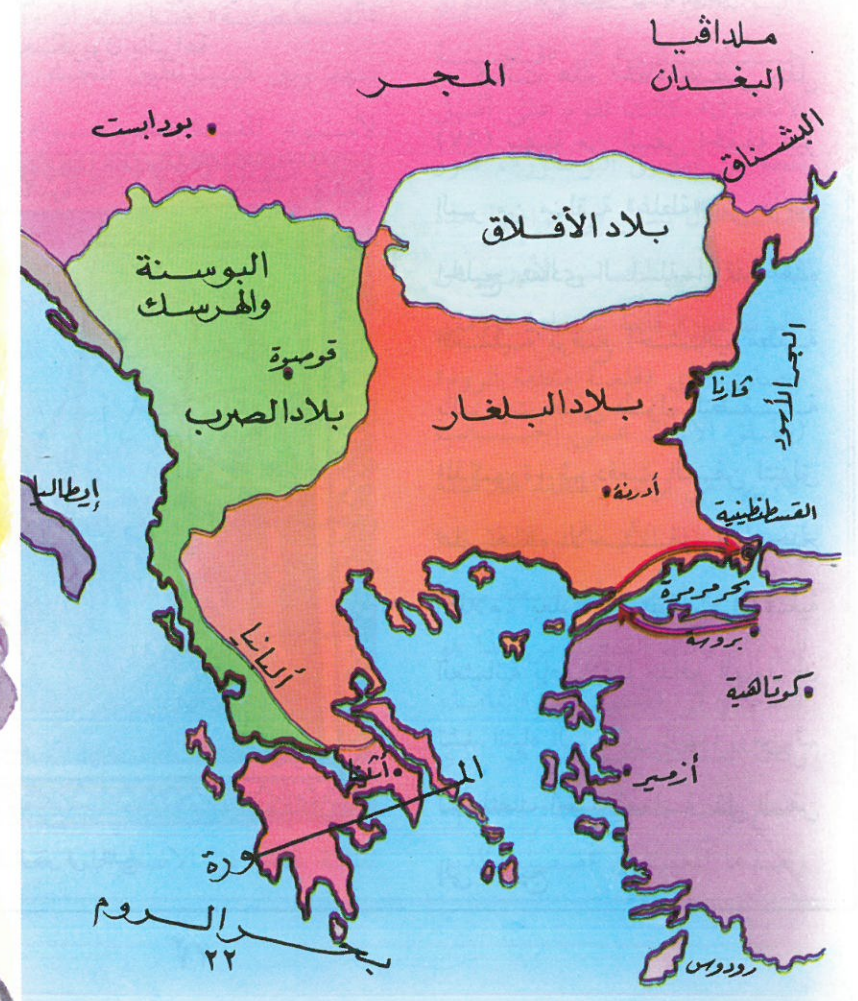 ملداڤيا
البغدان
المجر
البشناق
بودابست
بلاد الأفلاق
البوسنة
والهرسك
قوصوة
بلاد الصرب
بلاد البلغار
ڤارنا
البحر الأسود
إيطاليا
أدرنة
القسطنطينية
بحر مرمرة
بروسة
ألبانيا
كوتاهية
أثينا
أزمير
المورة
بحر الروم
رودوس
٢٢